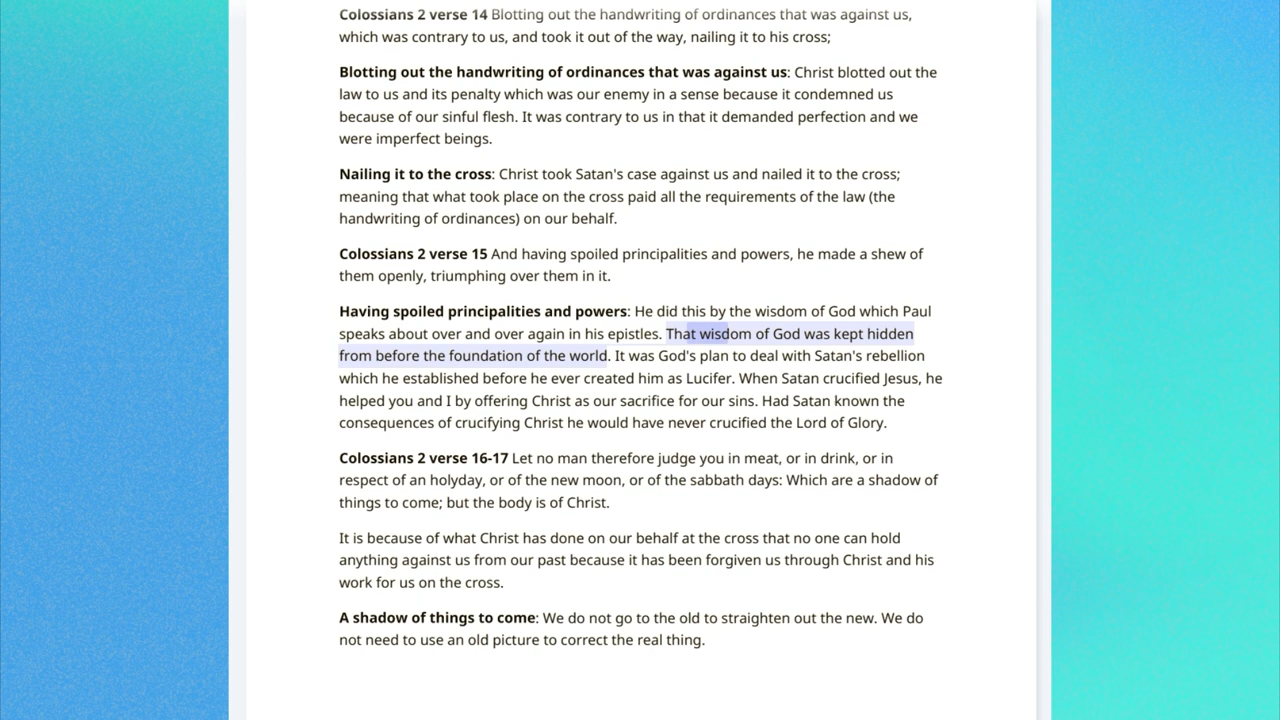 Colossians 2 verse 14 Blotting out the handwriting of ordinances that was against us,
which was contrary to us, and took it out of the way, nailing it to his cross;
Blotting out the handwriting of ordinances that was against us: Christ blotted out the
law to us and its penalty which was our enemy in a sense because it condemned us
because of our sinful flesh. It was contrary to us in that it demanded perfection and we
were imperfect beings.
Nailing it to the cross: Christ took Satan's case against us and nailed it to the cross;
meaning that what took place on the cross paid all the requirements of the law (the
handwriting of ordinances) on our behalf.
Colossians 2 verse 15 And having spoiled principalities and powers, he made a shew of
them openly, triumphing over them in it.
Having spoiled principalities and powers: He did this by the wisdom of God which Paul
speaks about over and over again in his epistles. That wisdom of God was kept hidden
from before the foundation of the world. It was God's plan to deal with Satan's rebellion
which he established before he ever created him as Lucifer. When Satan crucified Jesus, he
helped you and I by offering Christ as our sacrifice for our sins. Had Satan known the
consequences of crucifying Christ he would have never crucified the Lord of Glory.
Colossians 2 verse 16-17 Let no man therefore judge you in meat, or in drink, or in
respect of an holyday, or of the new moon, or of the sabbath days: Which are a shadow of
things to come; but the body is of Christ.
It is because of what Christ has done on our behalf at the cross that no one can hold
anything against us from our past because it has been forgiven us through Christ and his
work for us on the cross.
A shadow of things to come: We do not go to the old to straighten out the new. We do
not need to use an old picture to correct the real thing.